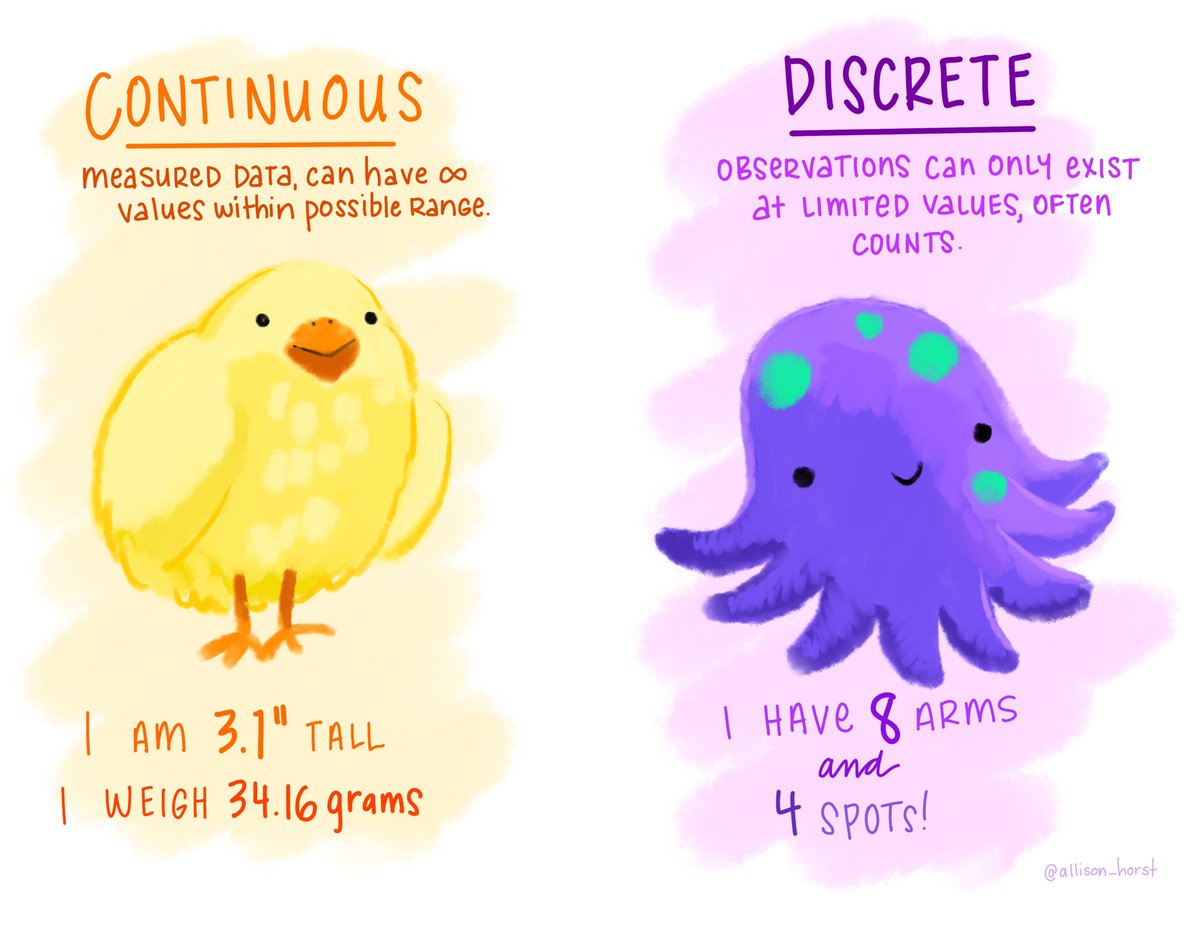 CONTINUOUS
measured data, can have ∞
values within possible range.
I AM 3.1" TALL
I WEIGH 34.16 grams
DISCRETE
OBSERVATIONS CAN ONLY EXIST
at LIMITED VALUES, OFTEN
COUNTS.
I HAVE 8 ARMS
and
4 SPOTS!
@allison_horst